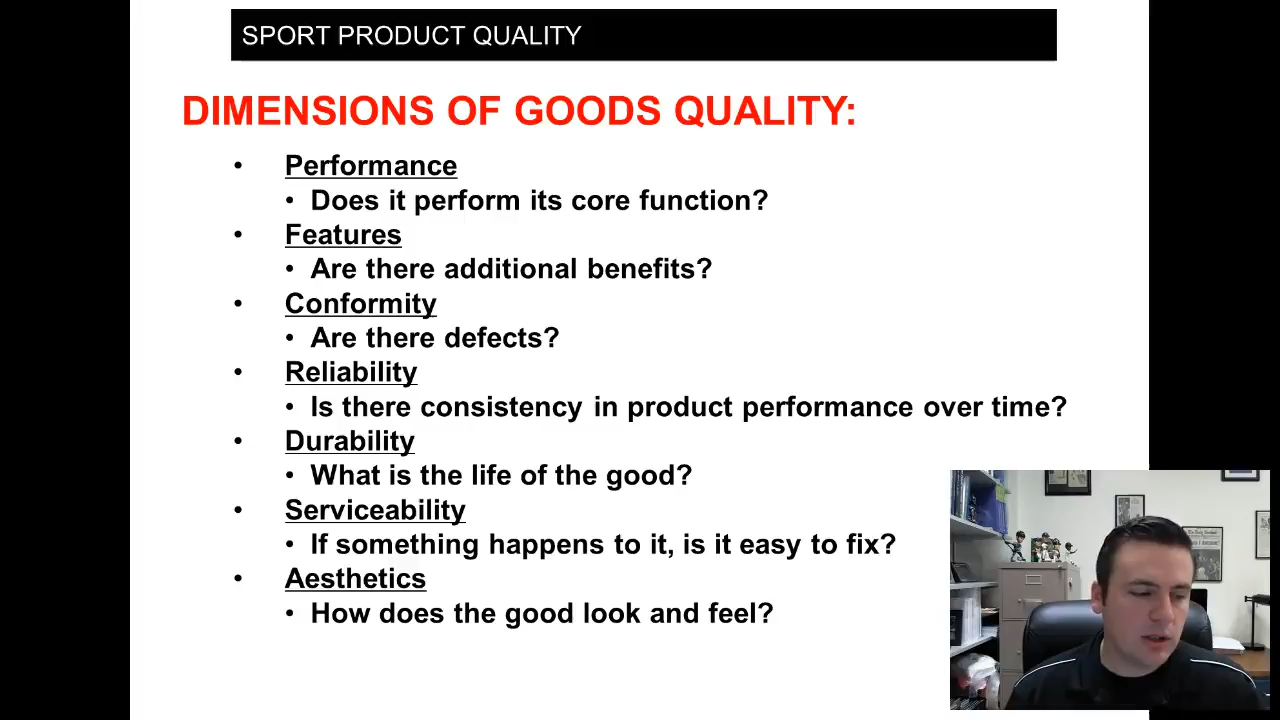 SPORT PRODUCT QUALITY
DIMENSIONS OF GOODS QUALITY:
• Performance
• Does it perform its core function?
• Features
• Are there additional benefits?
• Conformity
• Are there defects?
• Reliability
• Is there consistency in product performance over time?
• Durability
• What is the life of the good?
• Serviceability
• If something happens to it, is it easy to fix?
• Aesthetics
• How does the good look and feel?